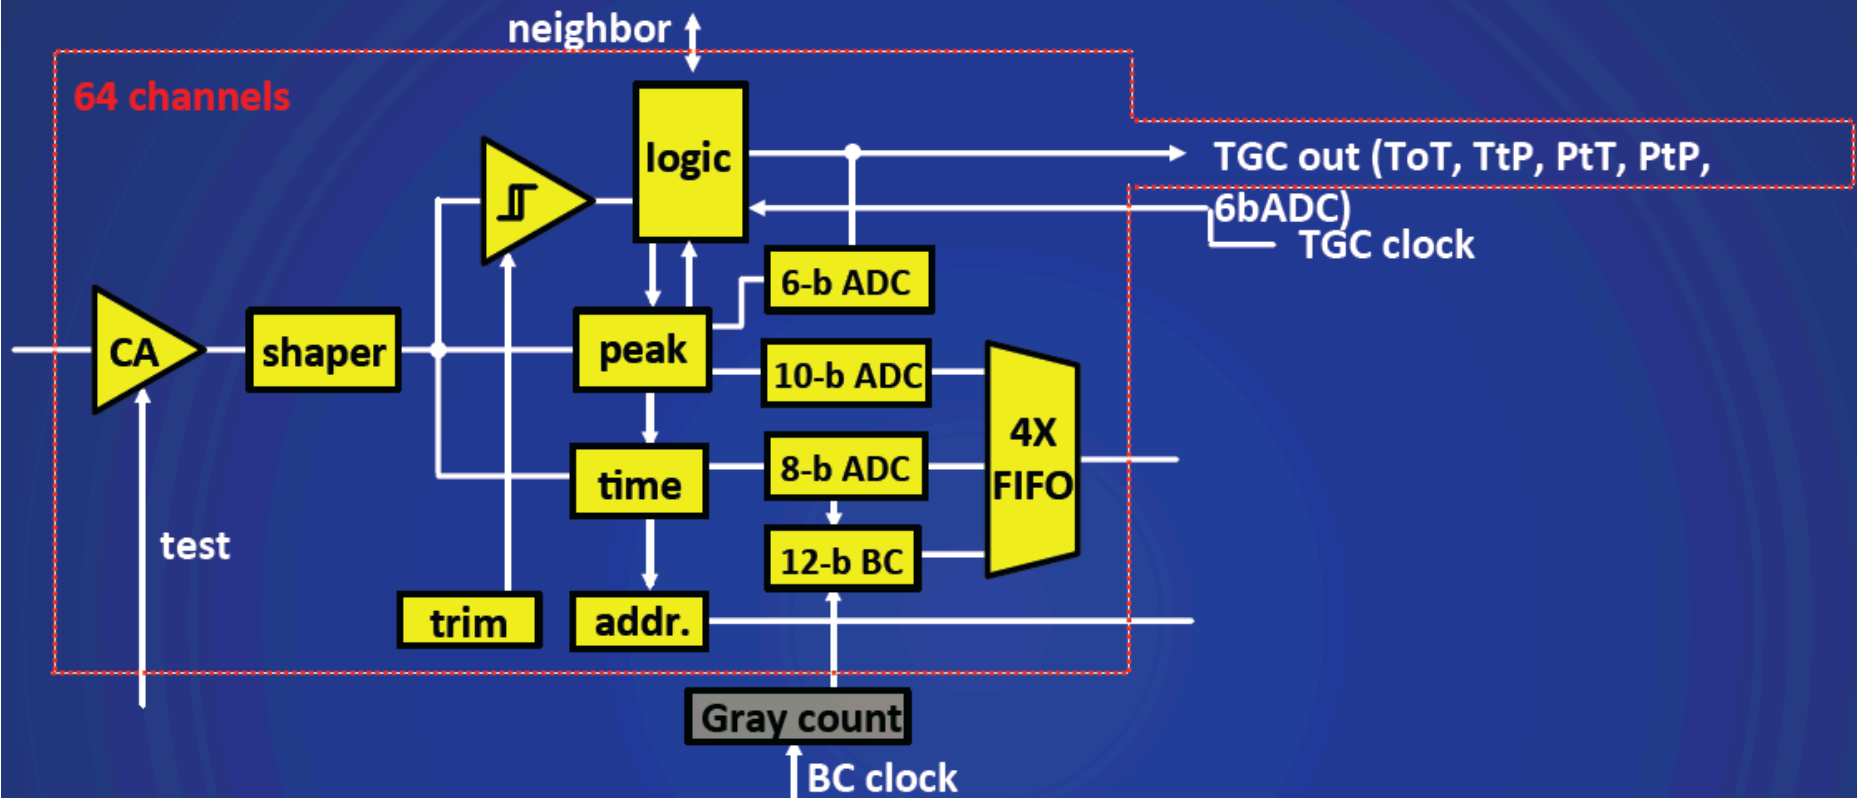 neighbor
64 channels
logic
TGC out (ToT, TtP, PtT, PtP,
6bADC)
TGC clock
6-b ADC
CA
shaper
peak
10-b ADC
4X
FIFO
time
8-b ADC
test
12-b BC
trim
addr.
Gray count
BC clock